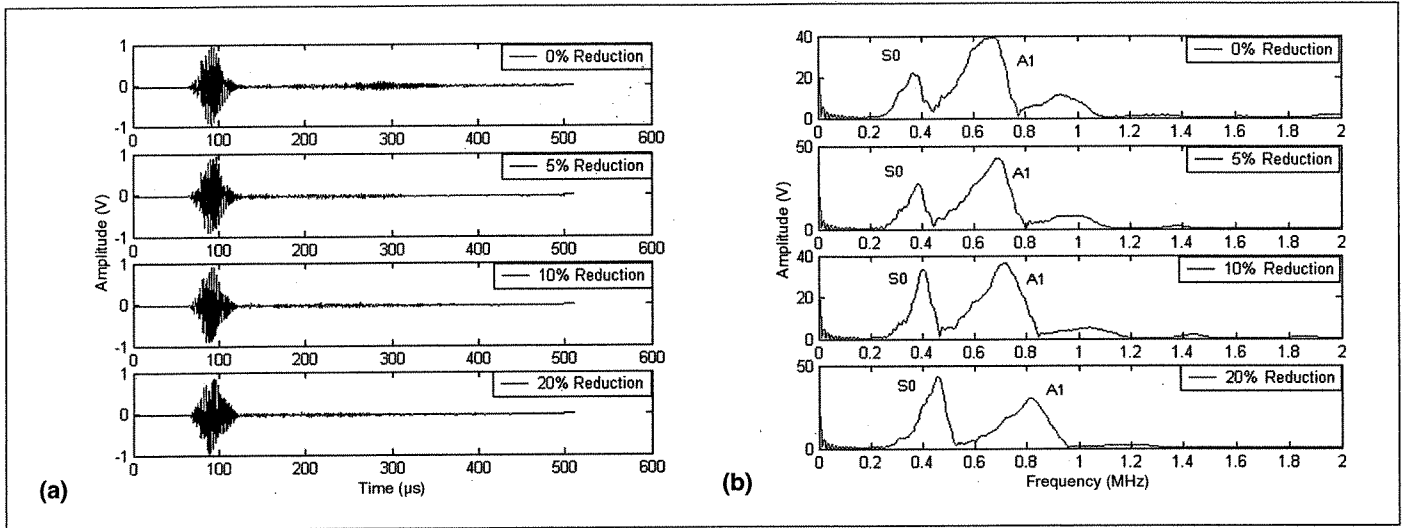 1
0
-1
0% Reduction
0 100 200 300 400 500 600
1
0
-1
5% Reduction
0 100 200 300 400 500 600
1
0
-1
10% Reduction
0 100 200 300 400 500 600
1
0
-1
20% Reduction
0 100 200 300 400 500 600
Amplitude (V)
Time (µs)
(a)
40
20
0
S0
A1
0% Reduction
0 0.2 0.4 0.6 0.8 1 1.2 1.4 1.6 1.8 2
50
0
S0
A1
5% Reduction
0 0.2 0.4 0.6 0.8 1 1.2 1.4 1.6 1.8 2
40
20
0
S0
A1
10% Reduction
0 0.2 0.4 0.6 0.8 1 1.2 1.4 1.6 1.8 2
50
0
S0
A1
20% Reduction
0 0.2 0.4 0.6 0.8 1 1.2 1.4 1.6 1.8 2
Amplitude (V)
Frequency (MHz)
(b)